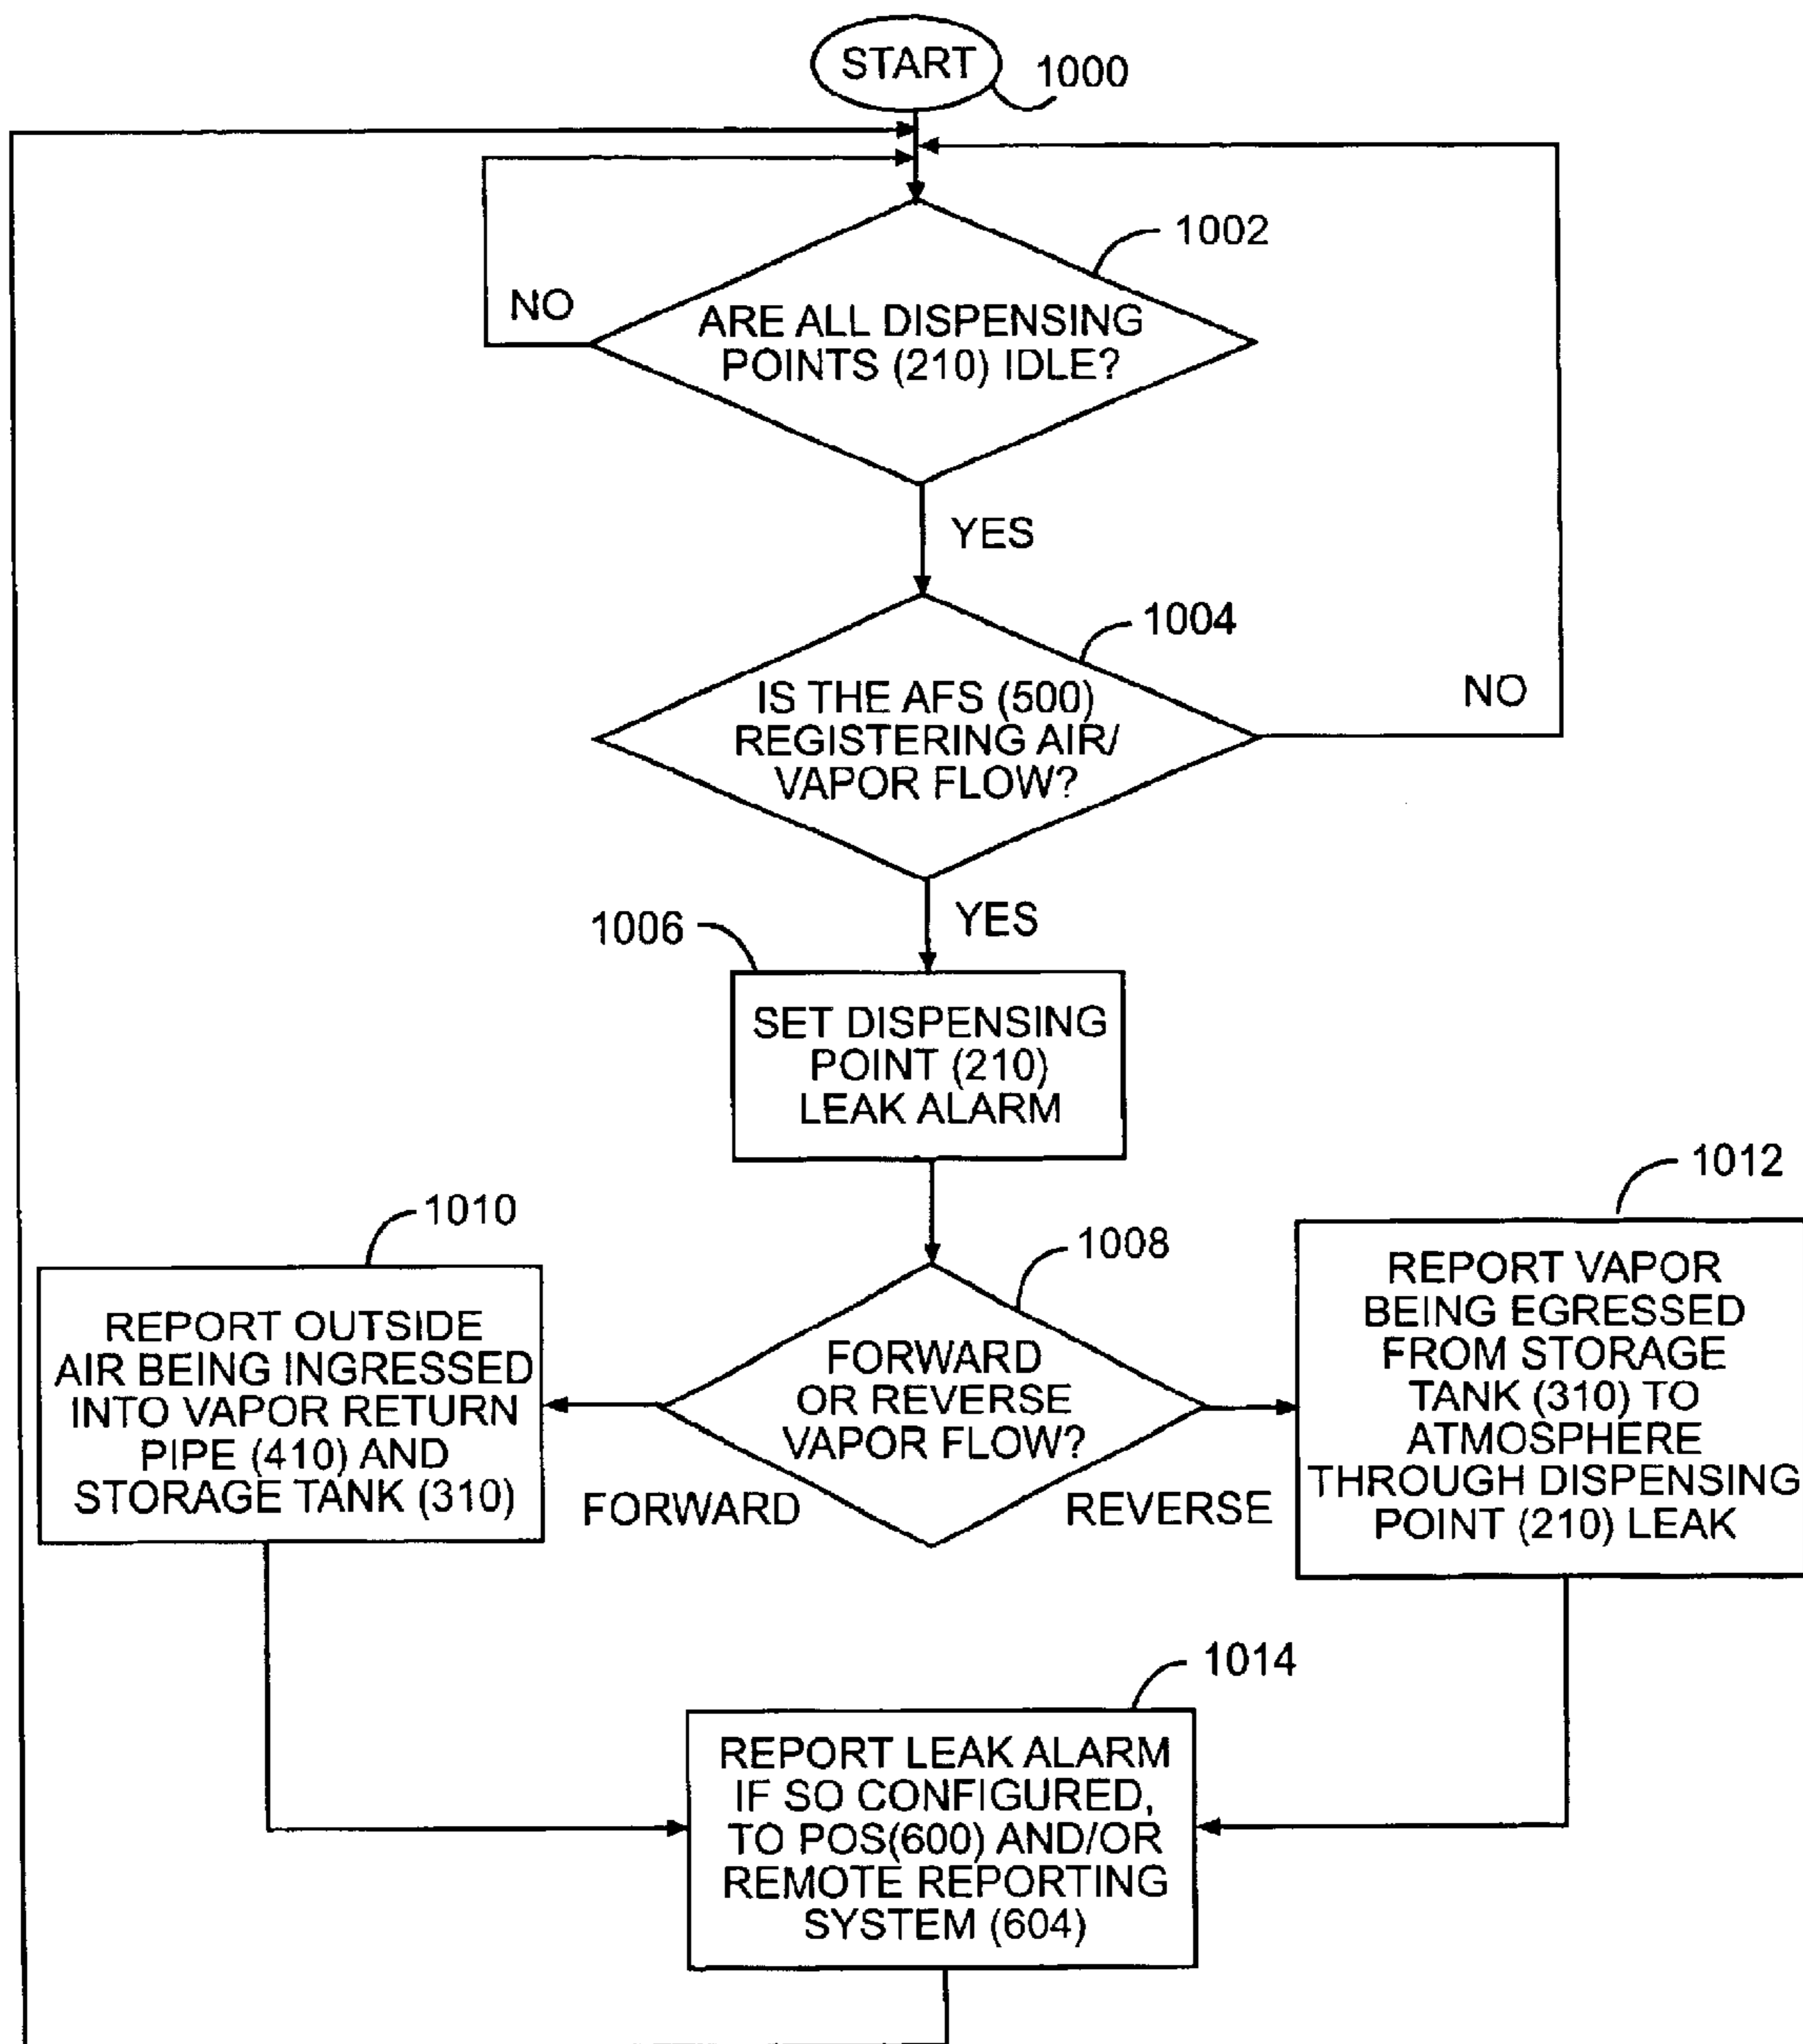 START
1000
1002
NO
ARE ALL DISPENSING
POINTS (210) IDLE?
YES
1004
IS THE AFS (500)
REGISTERING AIR/
VAPOR FLOW?
NO
YES
1006
SET DISPENSING
POINT (210)
LEAK ALARM
1008
FORWARD
OR REVERSE
VAPOR FLOW?
FORWARD
REVERSE
1010
REPORT OUTSIDE
AIR BEING INGRESSED
INTO VAPOR RETURN
PIPE (410) AND
STORAGE TANK (310)
1012
REPORT VAPOR
BEING EGRESSED
FROM STORAGE
TANK (310) TO
ATMOSPHERE
THROUGH DISPENSING
POINT (210) LEAK
1014
REPORT LEAK ALARM
IF SO CONFIGURED,
TO POS(600) AND/OR
REMOTE REPORTING
SYSTEM (604)